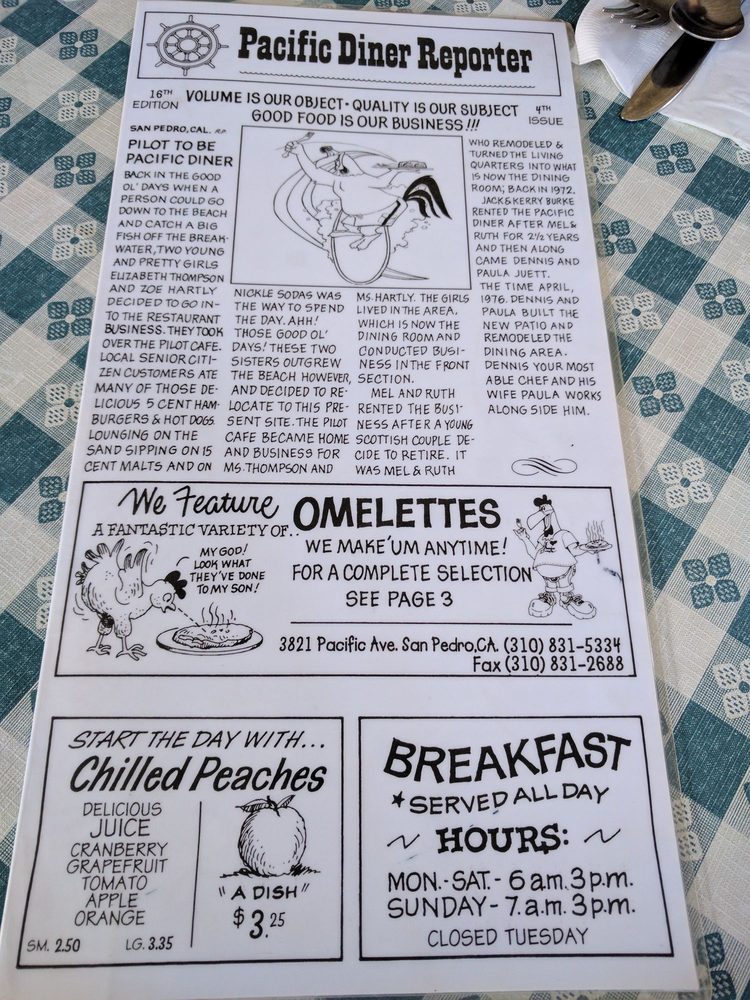 Pacific Diner Reporter
16TH
EDITION
VOLUME IS OUR OBJECT - QUALITY IS OUR SUBJECT
GOOD FOOD IS OUR BUSINESS!!!
4TH
ISSUE
SAN PEDRO, CAL.
PILOT TO BE
PACIFIC DINER
BACK IN THE GOOD
OL' DAYS WHEN A
PERSON COULD GO
DOWN TO THE BEACH
AND CATCH A BIG
FISH OFF THE BREAK-
WATER, TWO YOUNG
AND PRETTY GIRLS
ELIZABETH THOMPSON
AND ZOE HARTLY
DECIDED TO GO IN-
TO THE RESTAURANT
BUSINESS. THEY TOOK
OVER THE PILOT CAFE.
LOCAL SENIOR CITI-
ZEN CUSTOMERS ATE
MANY OF THOSE DE-
LICIOUS 5 CENT HAM-
BURGERS & HOT DOGS.
LOUNGING ON THE
SAND SIPPING ON 15
CENT MALTS AND ON
NICKLE SODAS WAS
THE WAY TO SPEND
THE DAY. AHH!
THOSE GOOD OL'
DAYS! THESE TWO
SISTERS OUTGREW
THE BEACH HOWEVER,
AND DECIDED TO RE-
LOCATE TO THIS PRE-
SENT SITE. THE PILOT
CAFE BECAME HOME
AND BUSINESS FOR
MS. THOMPSON AND
MS. HARTLY. THE GIRLS
LIVED IN THE AREA,
WHICH IS NOW THE
DINING ROOM AND
CONDUCTED BUSI-
NESS IN THE FRONT
SECTION.
MEL AND RUTH
RENTED THE BUSI-
NESS AFTER A YOUNG
SCOTTISH COUPLE DE-
CIDE TO RETIRE. IT
WAS MEL & RUTH
WHO REMODELED &
TURNED THE LIVING
QUARTERS INTO WHAT
IS NOW THE DINING
ROOM; BACK IN 1972.
JACK & KERRY BURKE
RENTED THE PACIFIC
DINER AFTER MEL &
RUTH FOR 2½ YEARS
AND THEN ALONG
CAME DENNIS AND
PAULA JUETT.
THE TIME APRIL,
1976. DENNIS AND
PAULA BUILT THE
NEW PATIO AND
REMODELED THE
DINING AREA.
DENNIS YOUR MOST
ABLE CHEF AND HIS
WIFE PAULA WORKS
ALONG SIDE HIM.
We Feature
A FANTASTIC VARIETY OF..
OMELETTES
MY GOD!
LOOK WHAT
THEY'VE DONE
TO MY SON!
WE MAKE'UM ANYTIME!
FOR A COMPLETE SELECTION
SEE PAGE 3
3821 Pacific Ave. San Pedro,CA. (310) 831-5334
Fax (310) 831-2688
START THE DAY WITH...
Chilled Peaches
DELICIOUS
JUICE
CRANBERRY
GRAPEFRUIT
TOMATO
APPLE
ORANGE
SM. 2.50 LG. 3.35
"A DISH"
$3.25
BREAKFAST
*SERVED ALL DAY
~ HOURS: ~
MON.-SAT. - 6 a.m. 3 p.m.
SUNDAY - 7. a.m. 3 p.m.
CLOSED TUESDAY